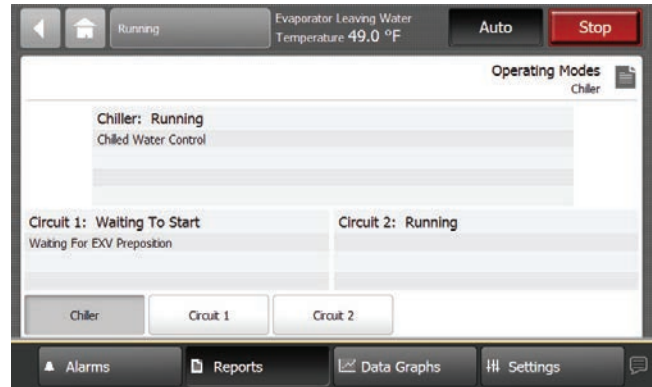 Running
Evaporator Leaving Water
Temperature 49.0 °F
Auto
Stop
Operating Modes
Chiller
Chiller: Running
Chilled Water Control
Circuit 1: Waiting To Start
Waiting For EXV Preposition
Circuit 2: Running
Chiller
Circuit 1
Circuit 2
Alarms
Reports
Data Graphs
Settings